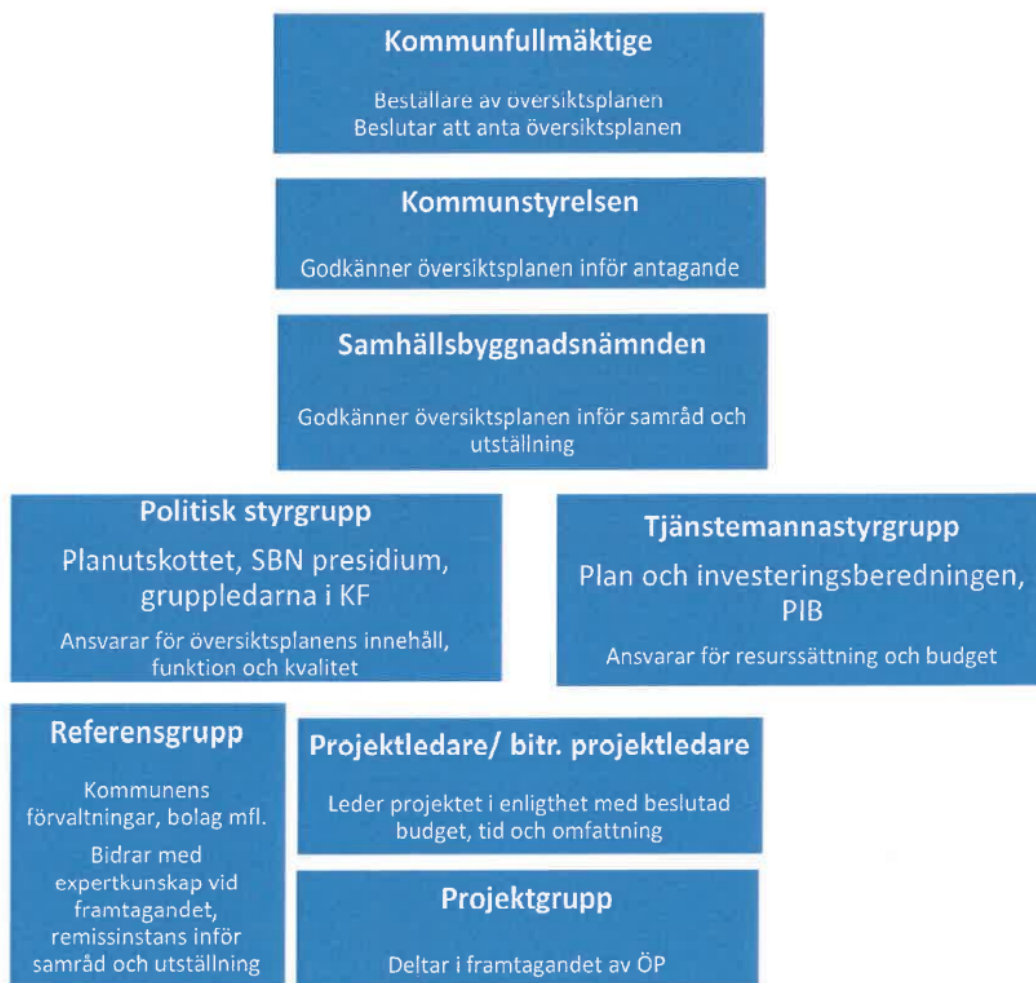 Kommunfullmäktige
Beställare av översiktsplanen
Beslutar att anta översiktsplanen
Kommunstyrelsen
Godkänner översiktsplanen inför antagande
Samhällsbyggnadsnämnden
Godkänner översiktsplanen inför samråd och
utställning
Politisk styrgrupp
Planutskottet, SBN presidium,
gruppledarna i KF
Ansvarar för översiktsplanens innehåll,
funktion och kvalitet
Tjänstemannastyrgrupp
Plan och investeringsberedningen,
PIB
Ansvarar för resurssättning och budget
Referensgrupp
Kommunens
förvaltningar, bolag mfl.
Bidrar med
expertkunskap vid
framtagandet,
remissinstans inför
samråd och utställning
Projektledare/ bitr. projektledare
Leder projektet i enligthet med beslutad
budget, tid och omfattning
Projektgrupp
Deltar i framtagandet av ÖP